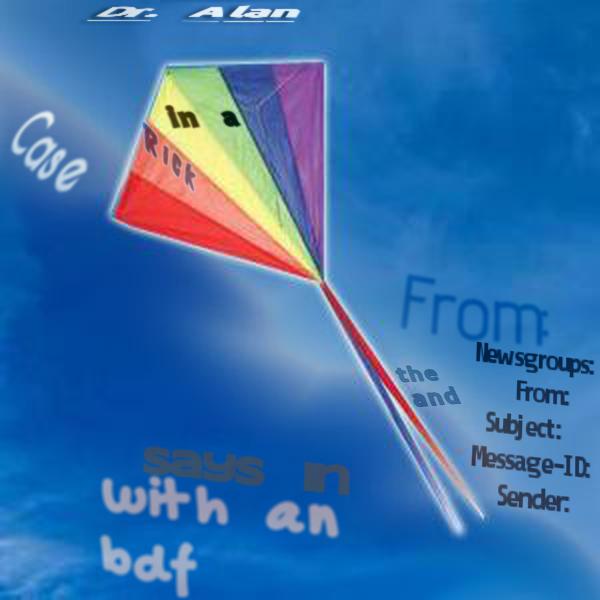 Dr. Alan
in a
Rick
Case
From:
Newsgroups:
From:
Subject:
Message-ID:
Sender:
the
and
says in
with an
bdf